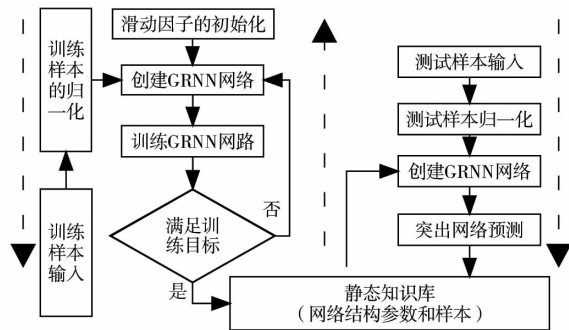 训练
样本
的归
一化
训练
样本
输入
滑动因子的初始化
创建GRNN网络
训练GRNN网路
满足训
练目标
否
是
测试样本输入
测试样本归一化
创建GRNN网络
突出网络预测
静态知识库
（网络结构参数和样本）